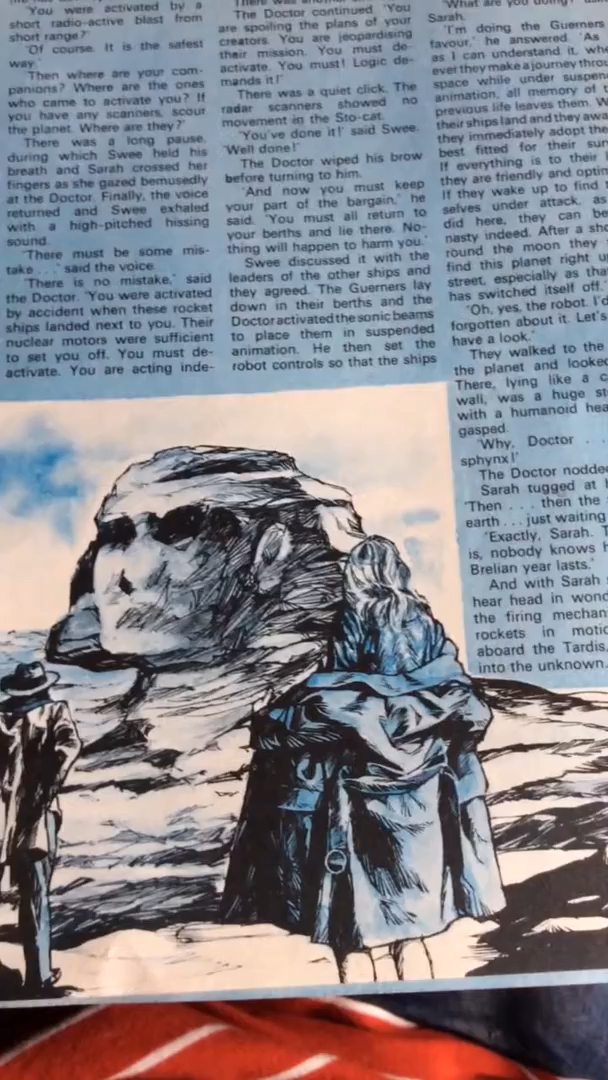 'You were activated by a
short radio-active blast from
short range?'
'Of course. It is the safest
way.'
Then where are your com-
panions? Where are the ones
who came to activate you? If
you have any scanners, scour
the planet. Where are they?'
There was a long pause,
during which Swee held his
breath and Sarah crossed her
fingers as she gazed bemusedly
at the Doctor. Finally, the voice
returned and Swee exhaled
with a high-pitched hissing
sound.
'There must be some mis-
take . . .' said the voice.
'There is no mistake,' said
the Doctor. 'You were activated
by accident when these rocket
ships landed next to you. Their
nuclear motors were sufficient
to set you off. You must de-
activate. You are acting inde-
The Doctor continued. 'You
are spoiling the plans of your
creators. You are jeopardising
their mission. You must de-
activate. You must! Logic de-
mands it!'
There was a quiet click. The
radar scanners showed no
movement in the Sto-cat.
'You've done it!' said Swee.
'Well done!'
The Doctor wiped his brow
before turning to him.
'And now you must keep
your part of the bargain,' he
said. 'You must all return to
your berths and lie there. No-
thing will happen to harm you.'
Swee discussed it with the
leaders of the other ships and
they agreed. The Guerners lay
down in their berths and the
Doctor activated the sonic beams
to place them in suspended
animation. He then set the
robot controls so that the ships
'What are you doing?'
Sarah.
'I'm doing the Guerners
favour,' he answered. 'As
as I can understand it,
ever they make a journey
space while under
animation, all memory of
previous life leaves them.
their ships land and they
they immediately adopt the
best fitted for their
If everything is to their
they are friendly and
If they wake up to find
selves under attack, as
did here, they can be
nasty indeed. After a
round the moon they
find this planet right
street, especially as
has switched itself off.'
'Oh, yes, the robot. I'd
forgotten about it. Let's
have a look.'
They walked to the
the planet and looked
There, lying like a
wall, was a huge
with a humanoid
gasped.
'Why, Doctor . .
sphynx!'
The Doctor nodded
Sarah tugged at
'Then . . . then the
earth . . . just waiting
'Exactly, Sarah.
is, nobody knows
Brelian year lasts.'
And with Sarah
hear head in
the firing
rockets in
aboard the Tardis,
into the unknown.